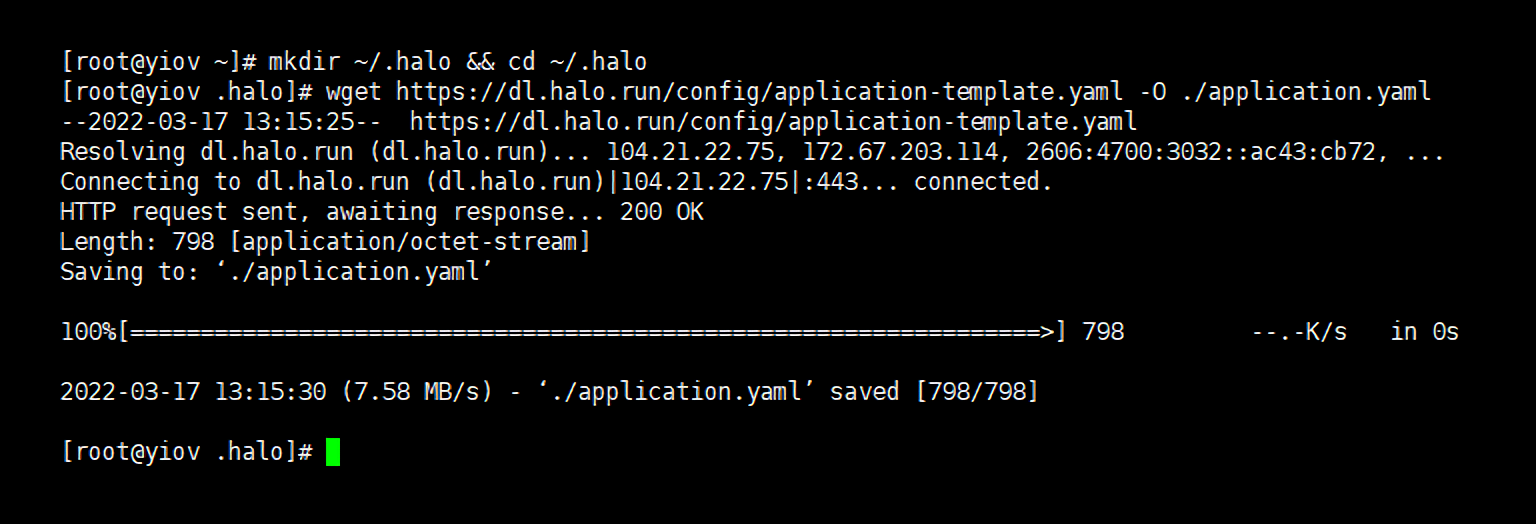 [root@yiov ~]# mkdir ~/.halo && cd ~/.halo
[root@yiov .halo]# wget https://dl.halo.run/config/application-template.yaml -O ./application.yaml
--2022-03-17 13:15:25--  https://dl.halo.run/config/application-template.yaml
Resolving dl.halo.run (dl.halo.run)... 104.21.22.75, 172.67.203.114, 2606:4700:3032::ac43:cb72, ...
Connecting to dl.halo.run (dl.halo.run)|104.21.22.75|:443... connected.
HTTP request sent, awaiting response... 200 OK
Length: 798 [application/octet-stream]
Saving to: ‘./application.yaml’
100%[=================================================================>] 798         --.-K/s   in 0s
2022-03-17 13:15:30 (7.58 MB/s) - ‘./application.yaml’ saved [798/798]
[root@yiov .halo]#